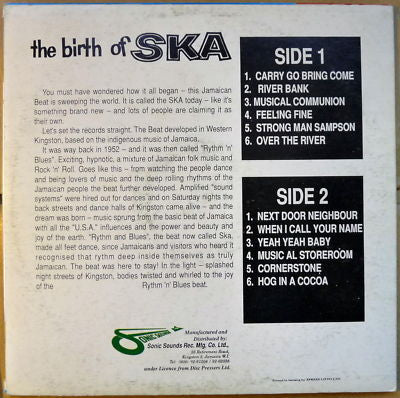 the birth of SKA
You must have wondered how it all began – this Jamaican
Beat is sweeping the world. It is called the SKA today – like it's
something brand new – and lots of people are claiming it as
their own.
Let's set the records straight. The Beat developed in Western
Kingston, based on the indigenous music of Jamaica.
It was way back in 1952 – and it was then called "Rythm 'n'
Blues". Exciting, hypnotic, a mixture of Jamaican folk music and
Rock 'n' Roll. Goes like this – from watching the people dance
and being lovers of music and the deep rolling rhythms of the
Jamaican people the beat further developed. Amplified "sound
systems" were hired out for dances and on Saturday nights the
back streets and dance halls of Kingston came alive – and the
dream was born – music sprung from the basic beat of Jamaica
with all the "U.S.A." influences and the power and beauty and
joy of the earth. "Rythm and Blues", the beat now called Ska,
made all feet dance, since Jamaicans and visitors who heard it
recognised that rythm deep inside themselves as truly
Jamaican. The beat was here to stay! In the light – splashed
night streets of Kingston, bodies twisted and whirled to the joy
of the Rythm 'n' Blues beat.
SIDE 1
1. CARRY GO BRING COME
2. RIVER BANK
3. MUSICAL COMMUNION
4. FEELING FINE
5. STRONG MAN SAMPSON
6. OVER THE RIVER
SIDE 2
1. NEXT DOOR NEIGHBOUR
2. WHEN I CALL YOUR NAME
3. YEAH YEAH BABY
4. MUSIC AL STOREROOM
5. CORNERSTONE
6. HOG IN A COCOA
SONIC SOUNDS
Manufactured and
Distributed by:
Sonic Sounds Rec. Mfg. Co. Ltd.,
25 Retirement Road,
Kingston 5, Jamaica W.I.
under Licence from Disc Pressers Ltd.